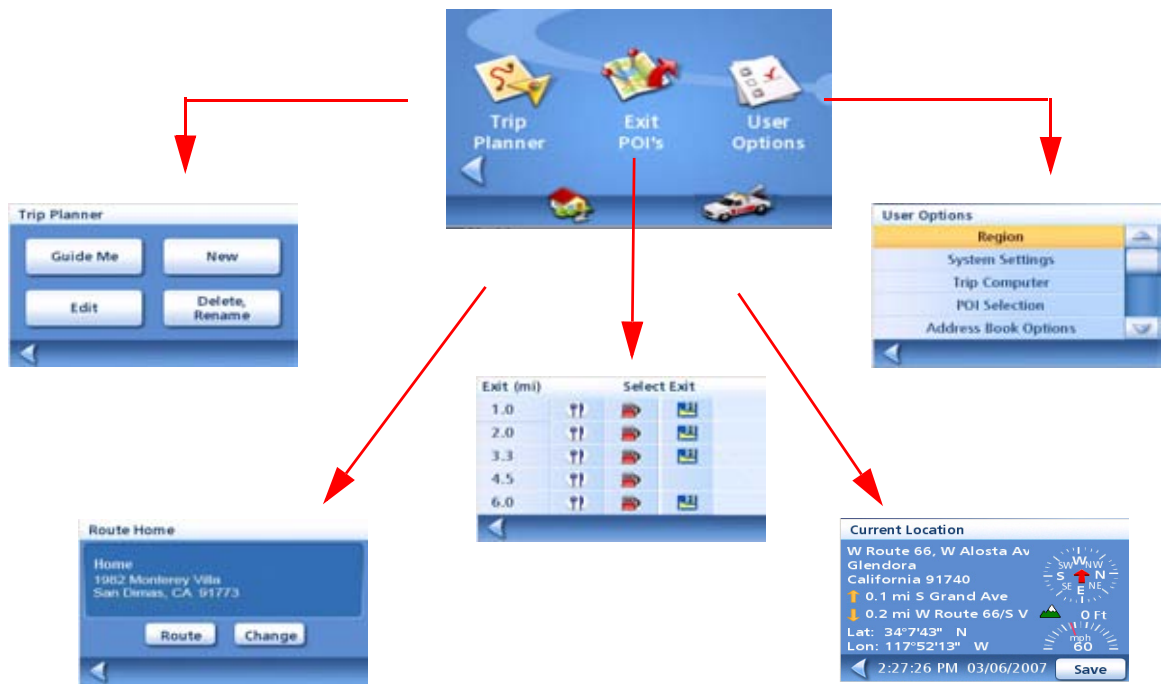 Trip
Planner
Exit
POI's
User
Options
Trip Planner
Guide Me
New
Edit
Delete,
Rename
User Options
Region
System Settings
Trip Computer
POI Selection
Address Book Options
Exit (mi)
Select Exit
1.0
2.0
3.3
4.5
6.0
Route Home
Home
1982 Monterey Villa
San Dimas, CA 91773
Route
Change
Current Location
W Route 66, W Alosta Av
Glendora
California 91740
0.1 mi S Grand Ave
0.2 mi W Route 66/S V
Lat: 34°7'43" N
Lon: 117°52'13" W
SW W NW
S N
SE E NE
0 Ft
mph
60
2:27:26 PM 03/06/2007
Save